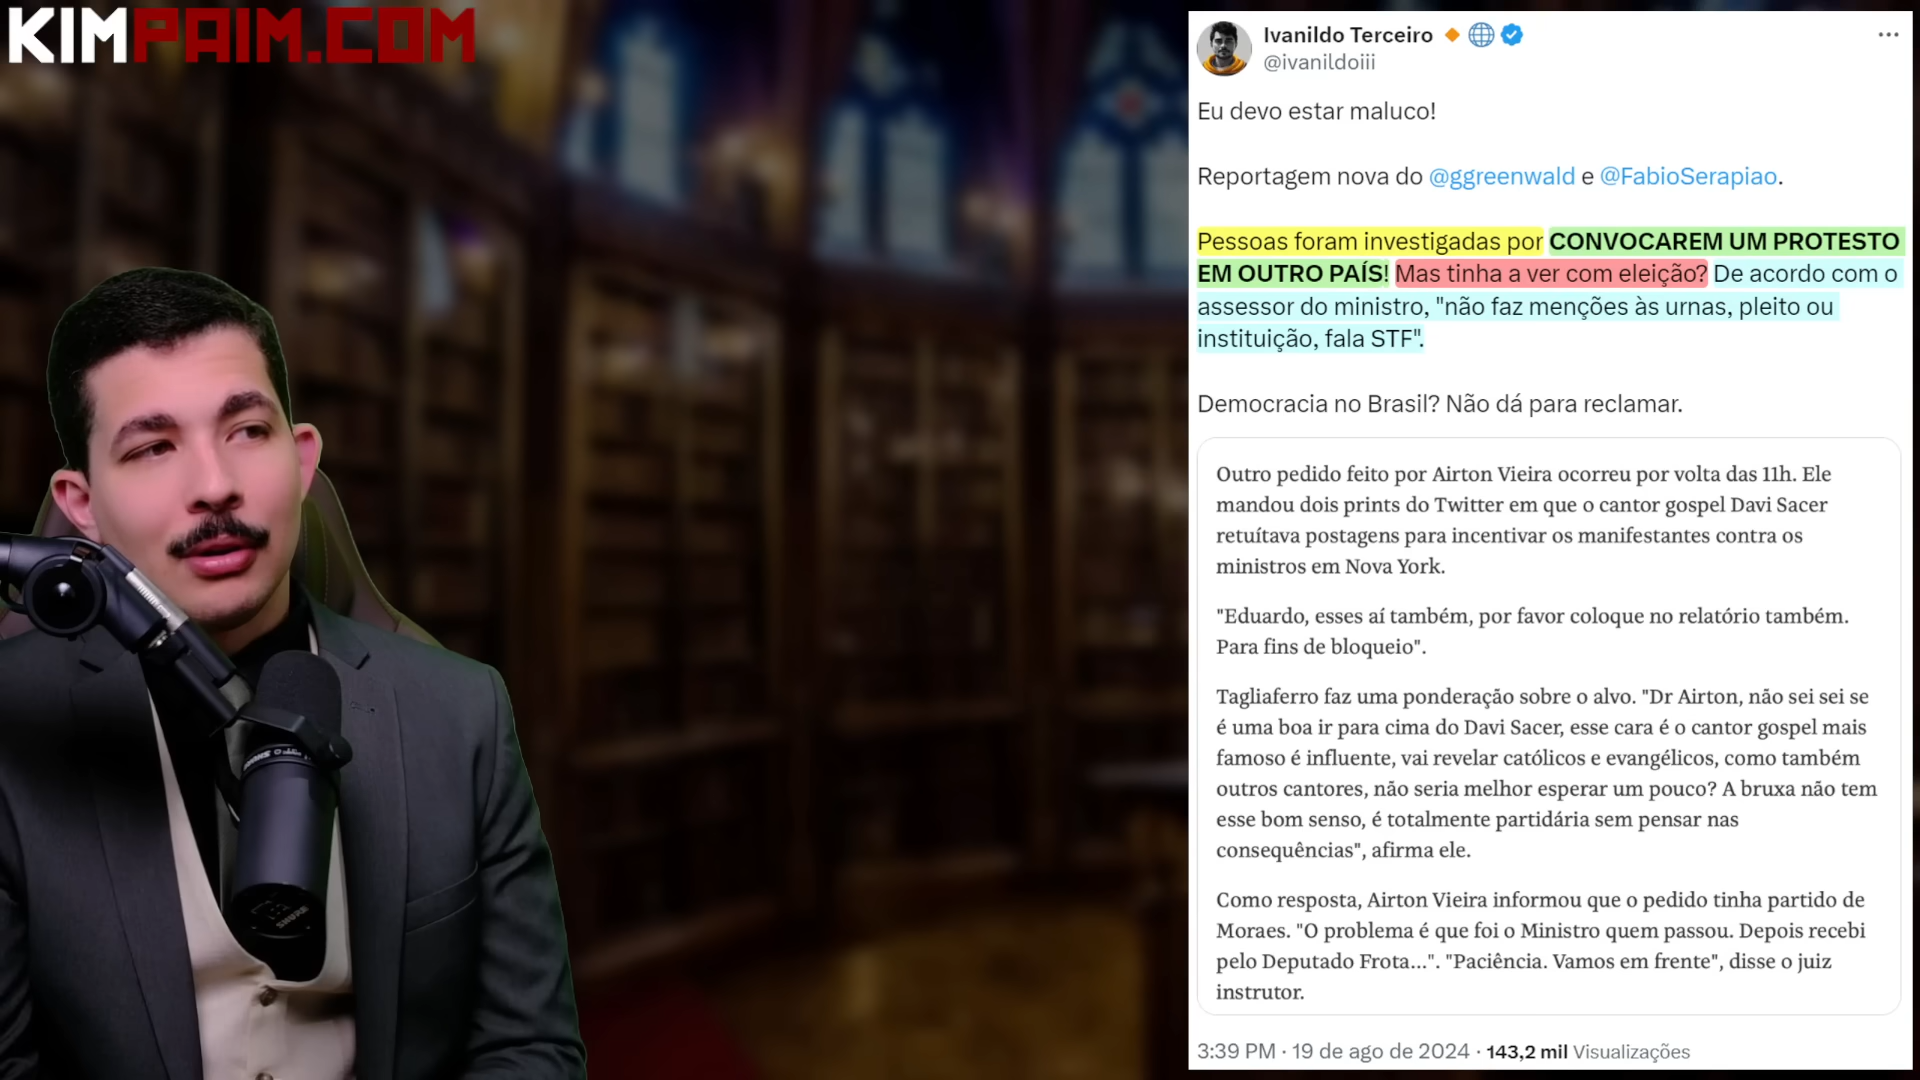 KIMPAIM.COM
Ivanildo Terceiro
@ivanildoiii
Eu devo estar maluco!
Reportagem nova do @ggreenwald e @FabioSerapiao.
Pessoas foram investigadas por CONVOCAREM UM PROTESTO
EM OUTRO PAÍS! Mas tinha a ver com eleição? De acordo com o
assessor do ministro, "não faz menções às urnas, pleito ou
instituição, fala STF".
Democracia no Brasil? Não dá para reclamar.
Outro pedido feito por Airton Vieira ocorreu por volta das 11h. Ele
mandou dois prints do Twitter em que o cantor gospel Davi Sacer
retuítava postagens para incentivar os manifestantes contra os
ministros em Nova York.
"Eduardo, esses aí também, por favor coloque no relatório também.
Para fins de bloqueio".
Tagliaferro faz uma ponderação sobre o alvo. "Dr Airton, não sei sei se
é uma boa ir para cima do Davi Sacer, esse cara é o cantor gospel mais
famoso é influente, vai revelar católicos e evangélicos, como também
outros cantores, não seria melhor esperar um pouco? A bruxa não tem
esse bom senso, é totalmente partidária sem pensar nas
consequências", afirma ele.
Como resposta, Airton Vieira informou que o pedido tinha partido de
Moraes. "O problema é que foi o Ministro quem passou. Depois recebi
pelo Deputado Frota...". "Paciência. Vamos em frente", disse o juiz
instrutor.
3:39 PM · 19 de ago de 2024 · 143,2 mil Visualizações
SHURE